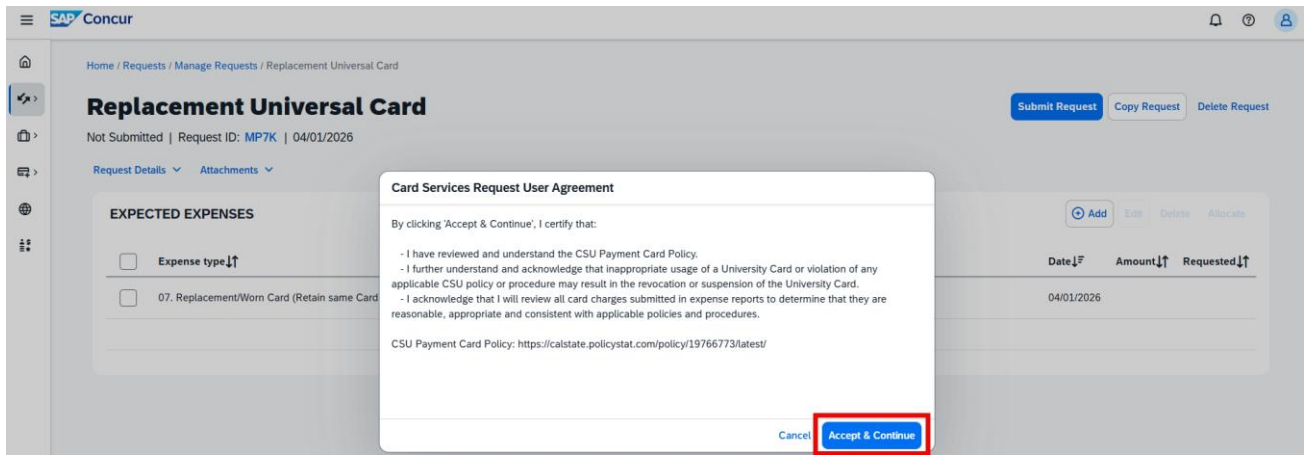 SAP Concur
Home / Requests / Manage Requests / Replacement Universal Card
Replacement Universal Card
Submit Request Copy Request Delete Request
Not Submitted | Request ID: MP7K | 04/01/2026
Request Details Attachments
EXPECTED EXPENSES
Add Edit Delete Allocate
Expense type Date Amount Requested
07. Replacement/Worn Card (Retain same Card 04/01/2026
Card Services Request User Agreement
By clicking 'Accept & Continue', I certify that:
- I have reviewed and understand the CSU Payment Card Policy.
- I further understand and acknowledge that inappropriate usage of a University Card or violation of any
applicable CSU policy or procedure may result in the revocation or suspension of the University Card.
- I acknowledge that I will review all card charges submitted in expense reports to determine that they are
reasonable, appropriate and consistent with applicable policies and procedures.
CSU Payment Card Policy: https://calstate.policystat.com/policy/19766773/latest/
Cancel Accept & Continue